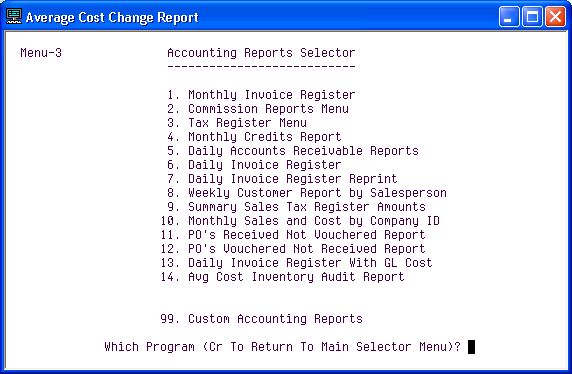 Average Cost Change Report
Menu-3 Accounting Reports Selector
---------------------------
1. Monthly Invoice Register
2. Commission Reports Menu
3. Tax Register Menu
4. Monthly Credits Report
5. Daily Accounts Receivable Reports
6. Daily Invoice Register
7. Daily Invoice Register Reprint
8. Weekly Customer Report by Salesperson
9. Summary Sales Tax Register Amounts
10. Monthly Sales and Cost by Company ID
11. PO's Received Not Vouchered Report
12. PO's Vouchered Not Received Report
13. Daily Invoice Register With GL Cost
14. Avg Cost Inventory Audit Report
99. Custom Accounting Reports
Which Program (Cr To Return To Main Selector Menu)?